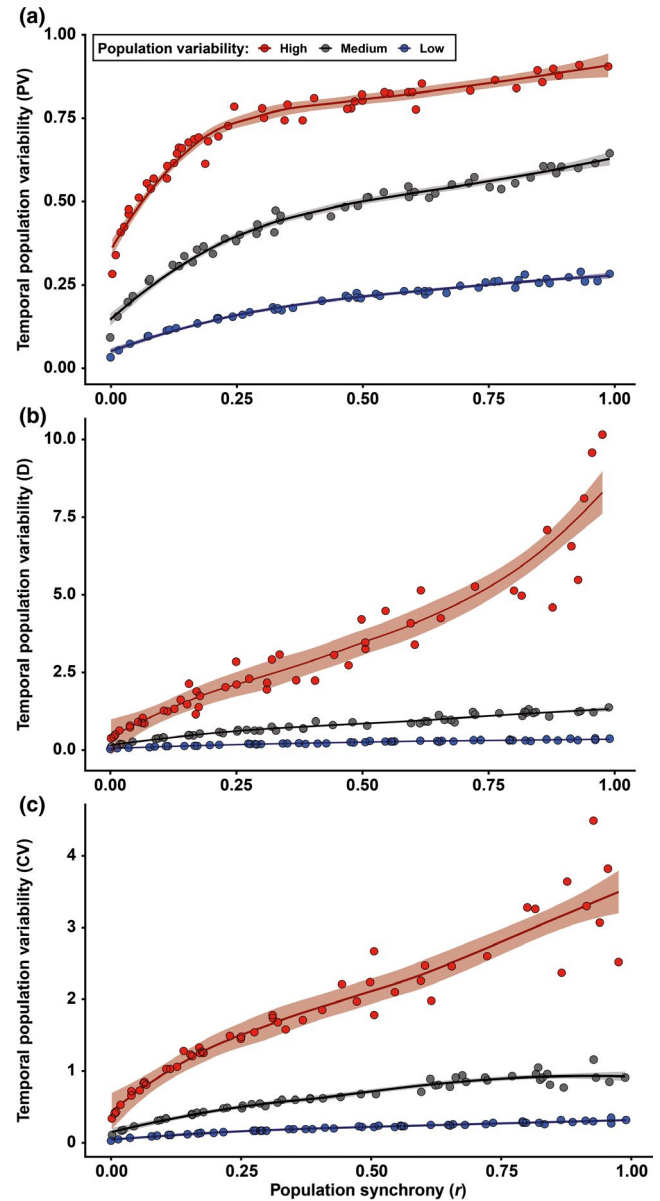 (a)
Population variability: High Medium Low
Temporal population variability (PV)
1.00
0.75
0.50
0.25
0.00
0.00 0.25 0.50 0.75 1.00
(b)
Temporal population variability (D)
10.0
7.5
5.0
2.5
0.0
0.00 0.25 0.50 0.75 1.00
(c)
Temporal population variability (CV)
4
3
2
1
0
0.00 0.25 0.50 0.75 1.00
Population synchrony (r)